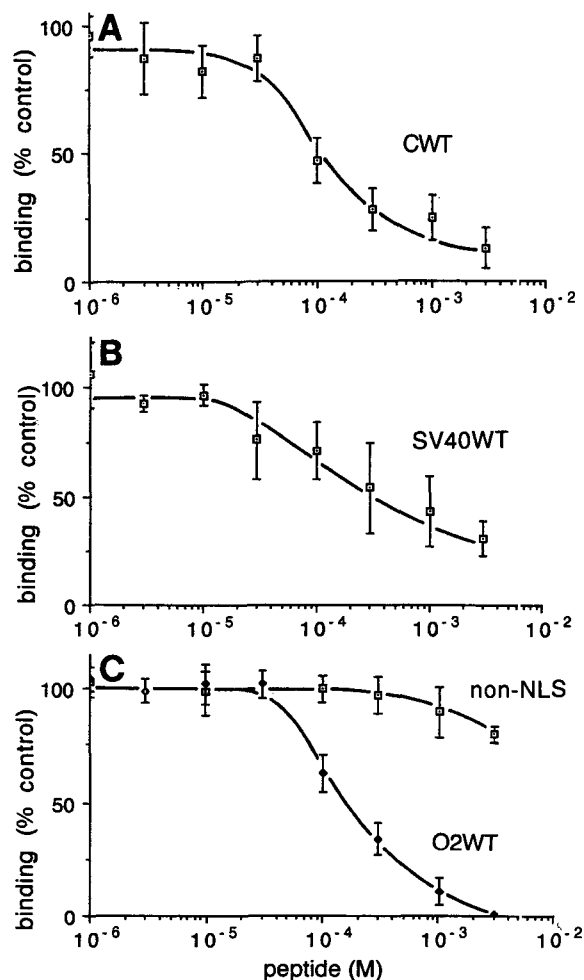 A
100
binding (% control)
50
0
CWT
10⁻⁶ 10⁻⁵ 10⁻⁴ 10⁻³ 10⁻²
B
100
binding (% control)
50
0
SV40WT
10⁻⁶ 10⁻⁵ 10⁻⁴ 10⁻³ 10⁻²
C
100
binding (% control)
50
0
non-NLS
O2WT
10⁻⁶ 10⁻⁵ 10⁻⁴ 10⁻³ 10⁻²
peptide (M)